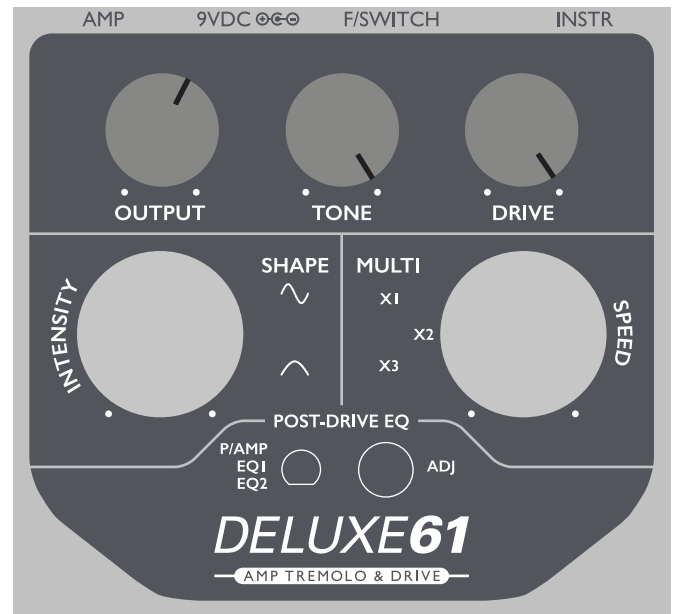 AMP 9VDC F/SWITCH INSTR
OUTPUT TONE DRIVE
INTENSITY
SHAPE MULTI
X1
X2
X3
SPEED
POST-DRIVE EQ
P/AMP
EQ1
EQ2
ADJ
DELUXE61
AMP TREMOLO & DRIVE